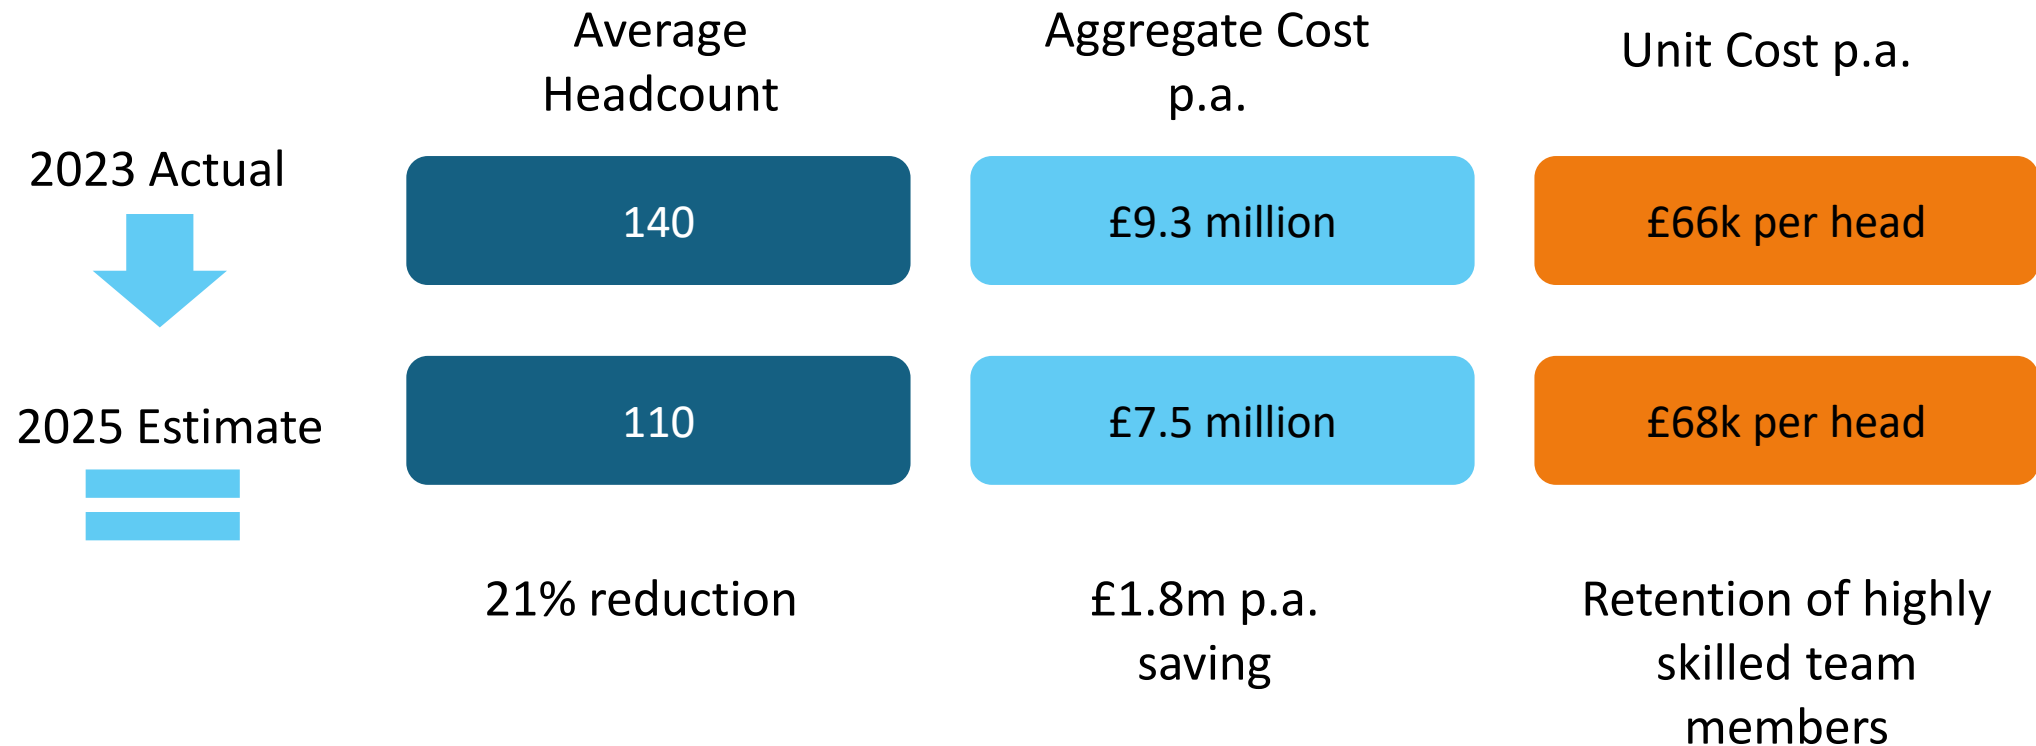 Average
Headcount
Aggregate Cost
p.a.
Unit Cost p.a.
2023 Actual
140
£9.3 million
£66k per head
2025 Estimate
110
£7.5 million
£68k per head
21% reduction
£1.8m p.a.
saving
Retention of highly
skilled team
members